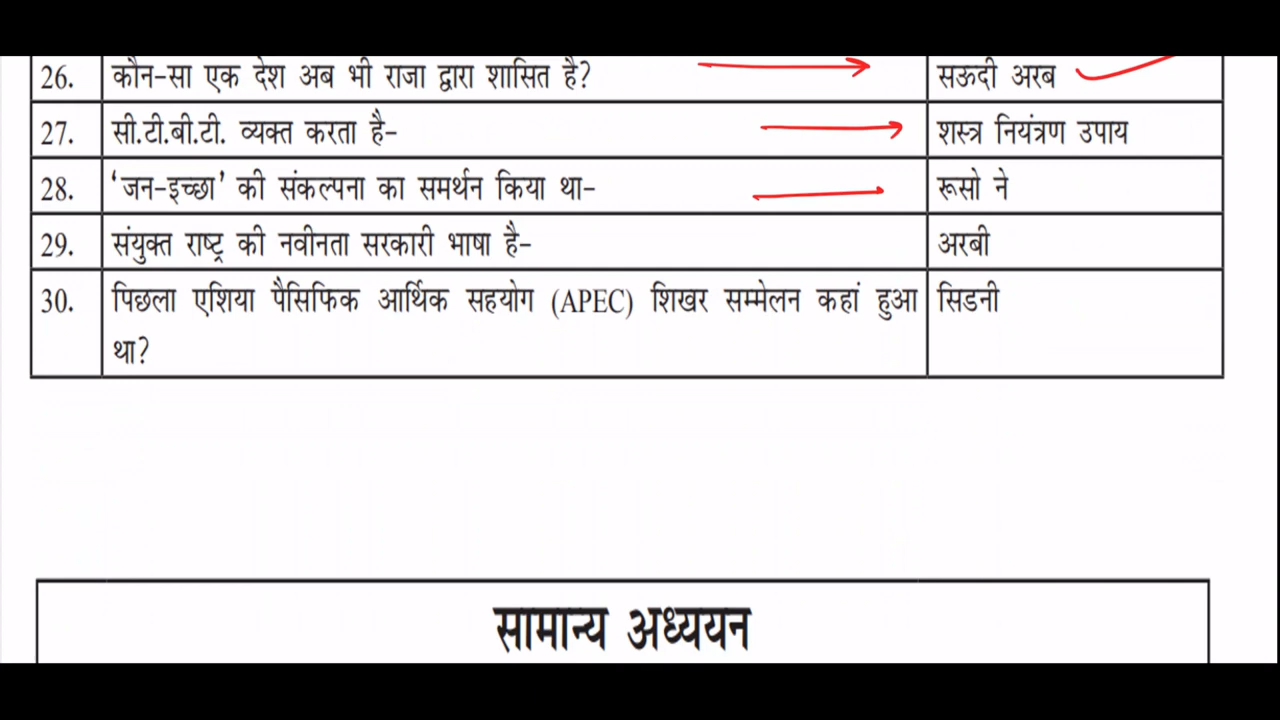 26. कौन-सा एक देश अब भी राजा द्वारा शासित है? सऊदी अरब
27. सी.टी.बी.टी. व्यक्त करता है- शस्त्र नियंत्रण उपाय
28. ‘जन-इच्छा’ की संकल्पना का समर्थन किया था- रूसो ने
29. संयुक्त राष्ट्र की नवीनता सरकारी भाषा है- अरबी
30. पिछला एशिया पैसिफिक आर्थिक सहयोग (APEC) शिखर सम्मेलन कहां हुआ सिडनी
था?
सामान्य अध्ययन